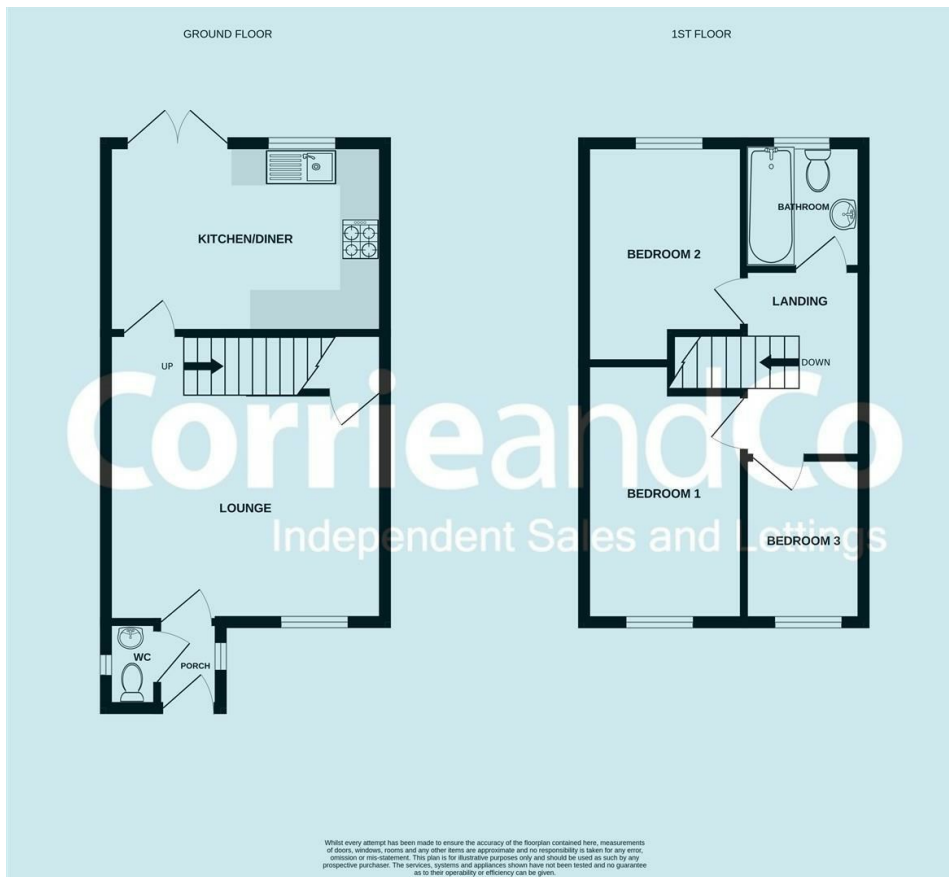 GROUND FLOOR
1ST FLOOR
KITCHEN/DINER
UP
LOUNGE
WC
PORCH
BATHROOM
BEDROOM 2
LANDING
DOWN
BEDROOM 1
BEDROOM 3
CorrieandCo
Independent Sales and Lettings
Whilst every attempt has been made to ensure the accuracy of the floorplan contained here, measurements
of doors, windows, rooms and any other items are approximate and no responsibility is taken for any error,
omission or mis-statement. This plan is for illustrative purposes only and should be used as such by any
prospective purchaser. The services, systems and appliances shown have not been tested and no guarantee
as to their operability or efficiency can be given.